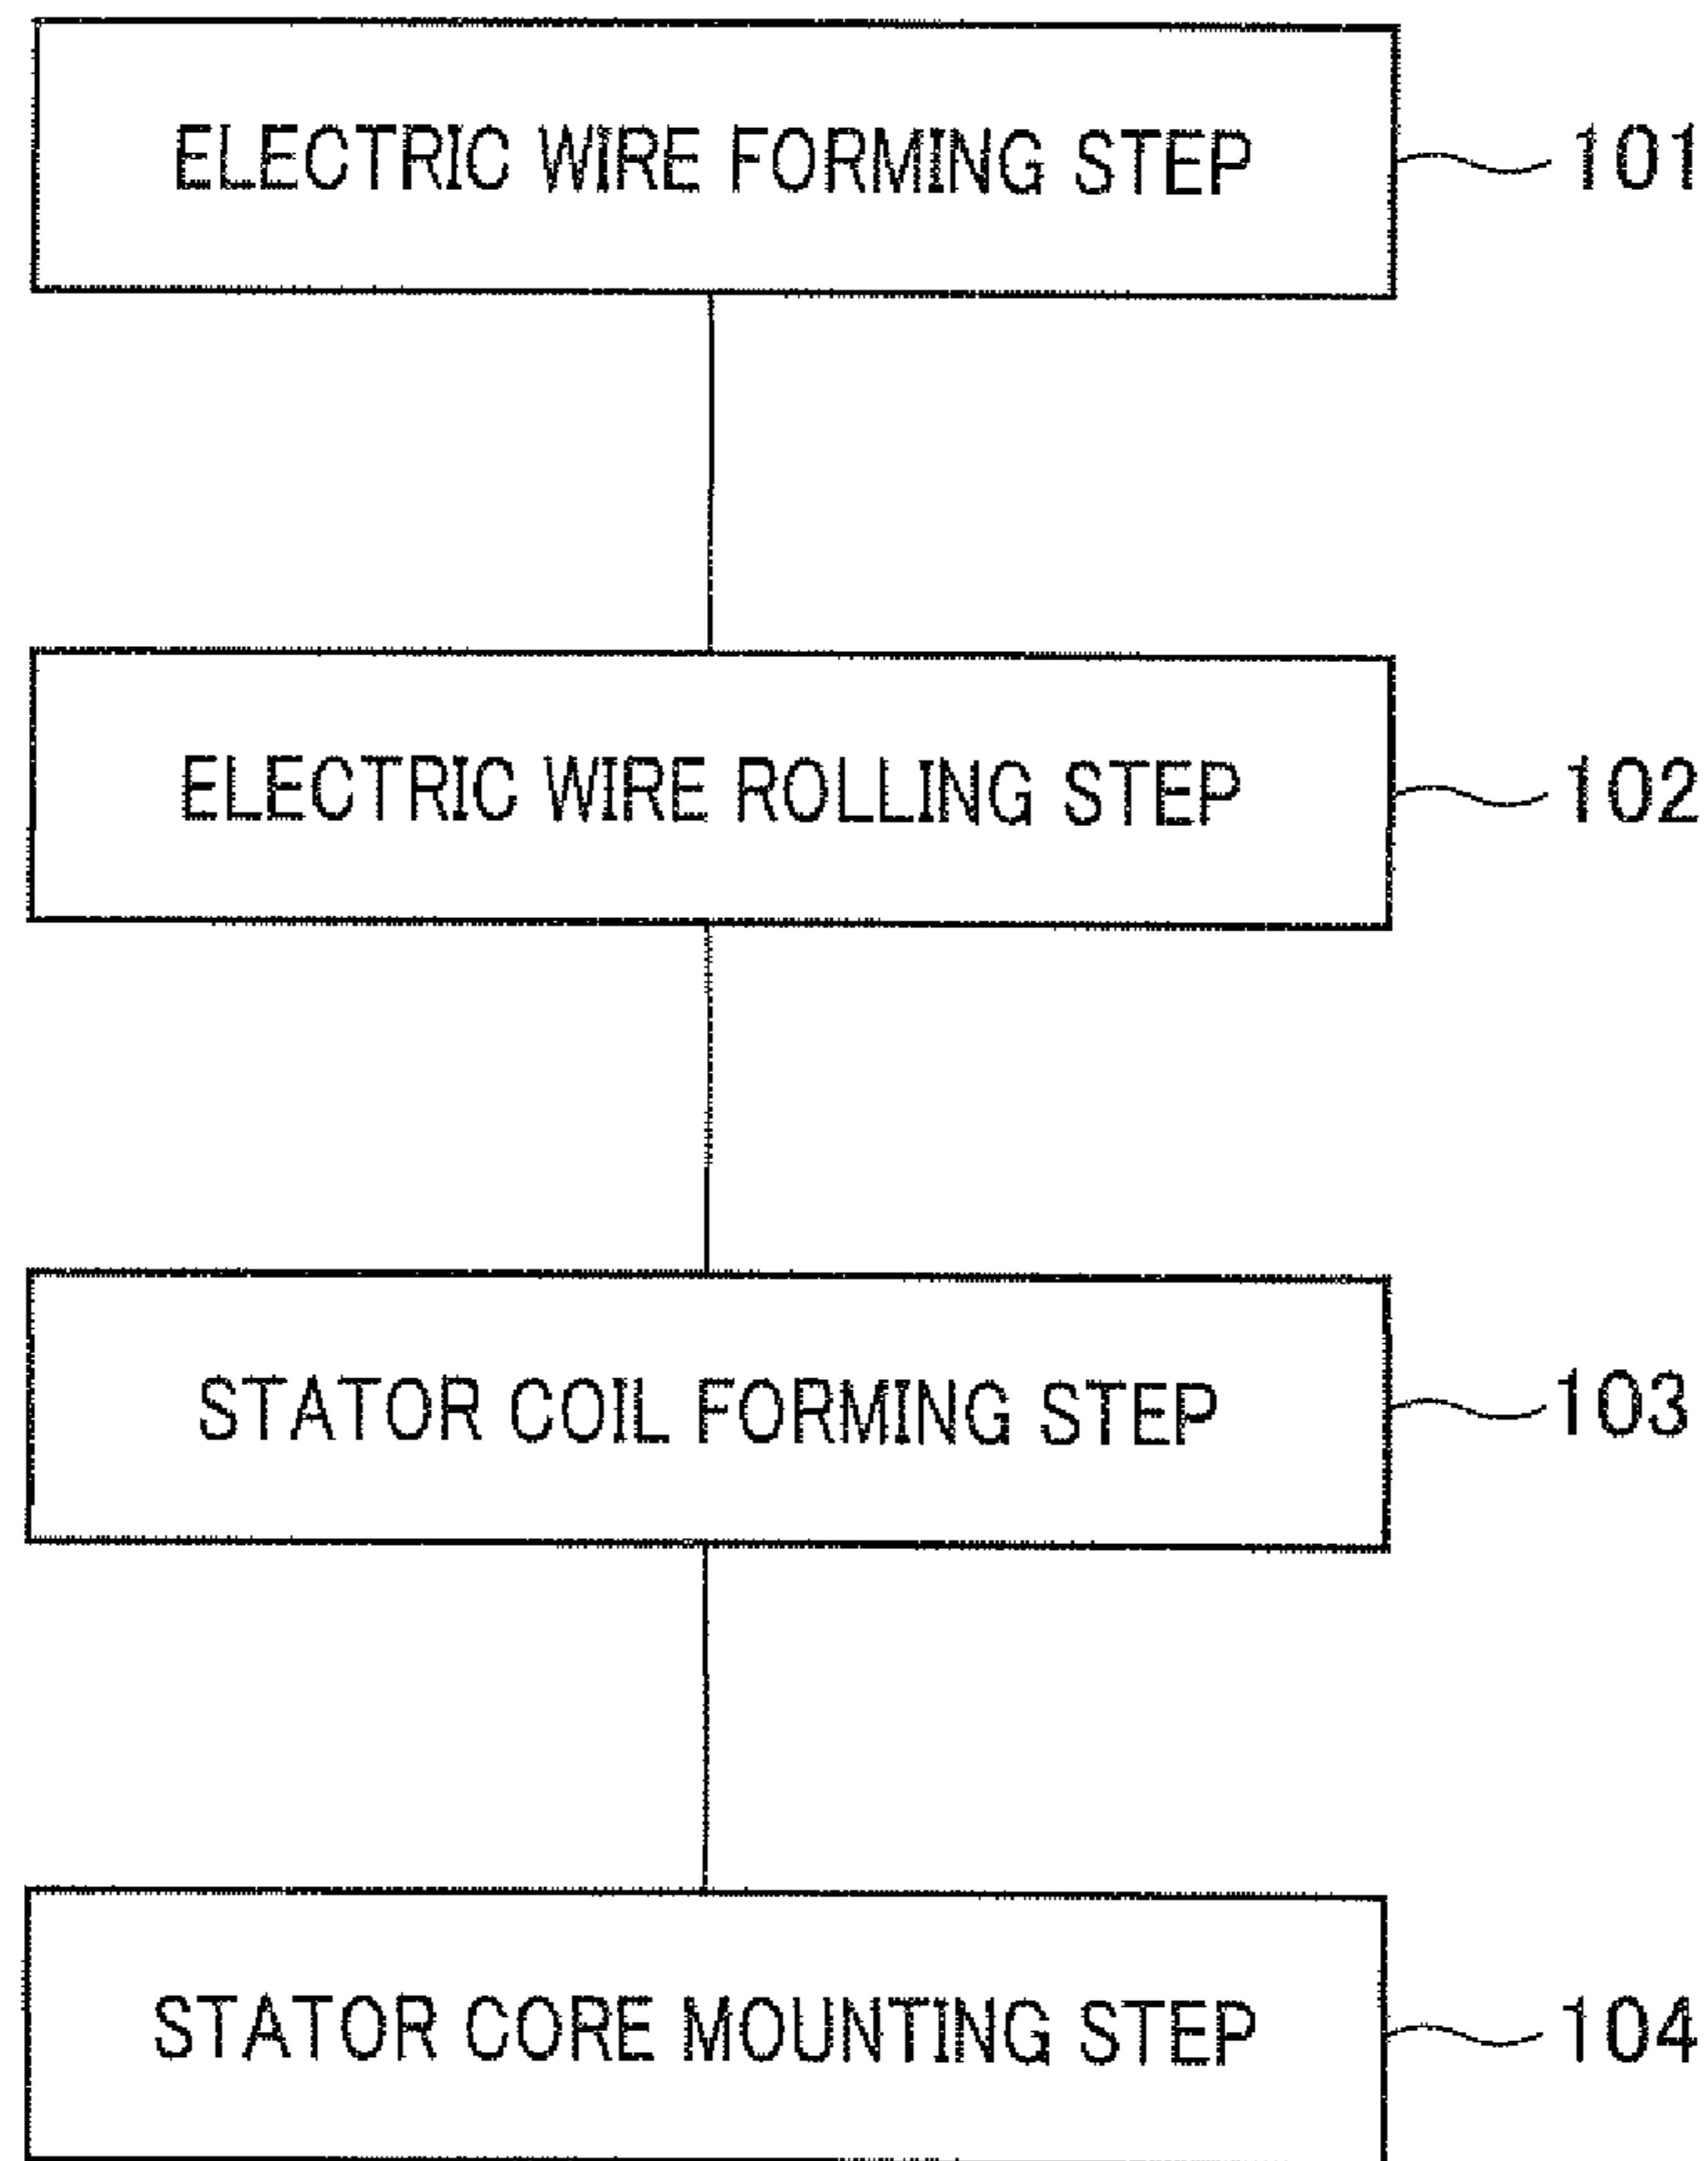 ELECTRIC WIRE FORMING STEP 101
ELECTRIC WIRE ROLLING STEP 102
STATOR COIL FORMING STEP 103
STATOR CORE MOUNTING STEP 104